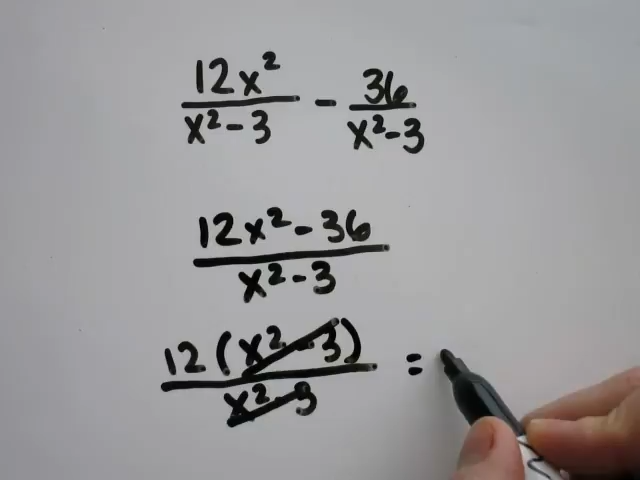 12x² / x² - 3 - 36 / x² - 3
12x² - 36 / x² - 3
12 (x² - 3) / x² - 3 =